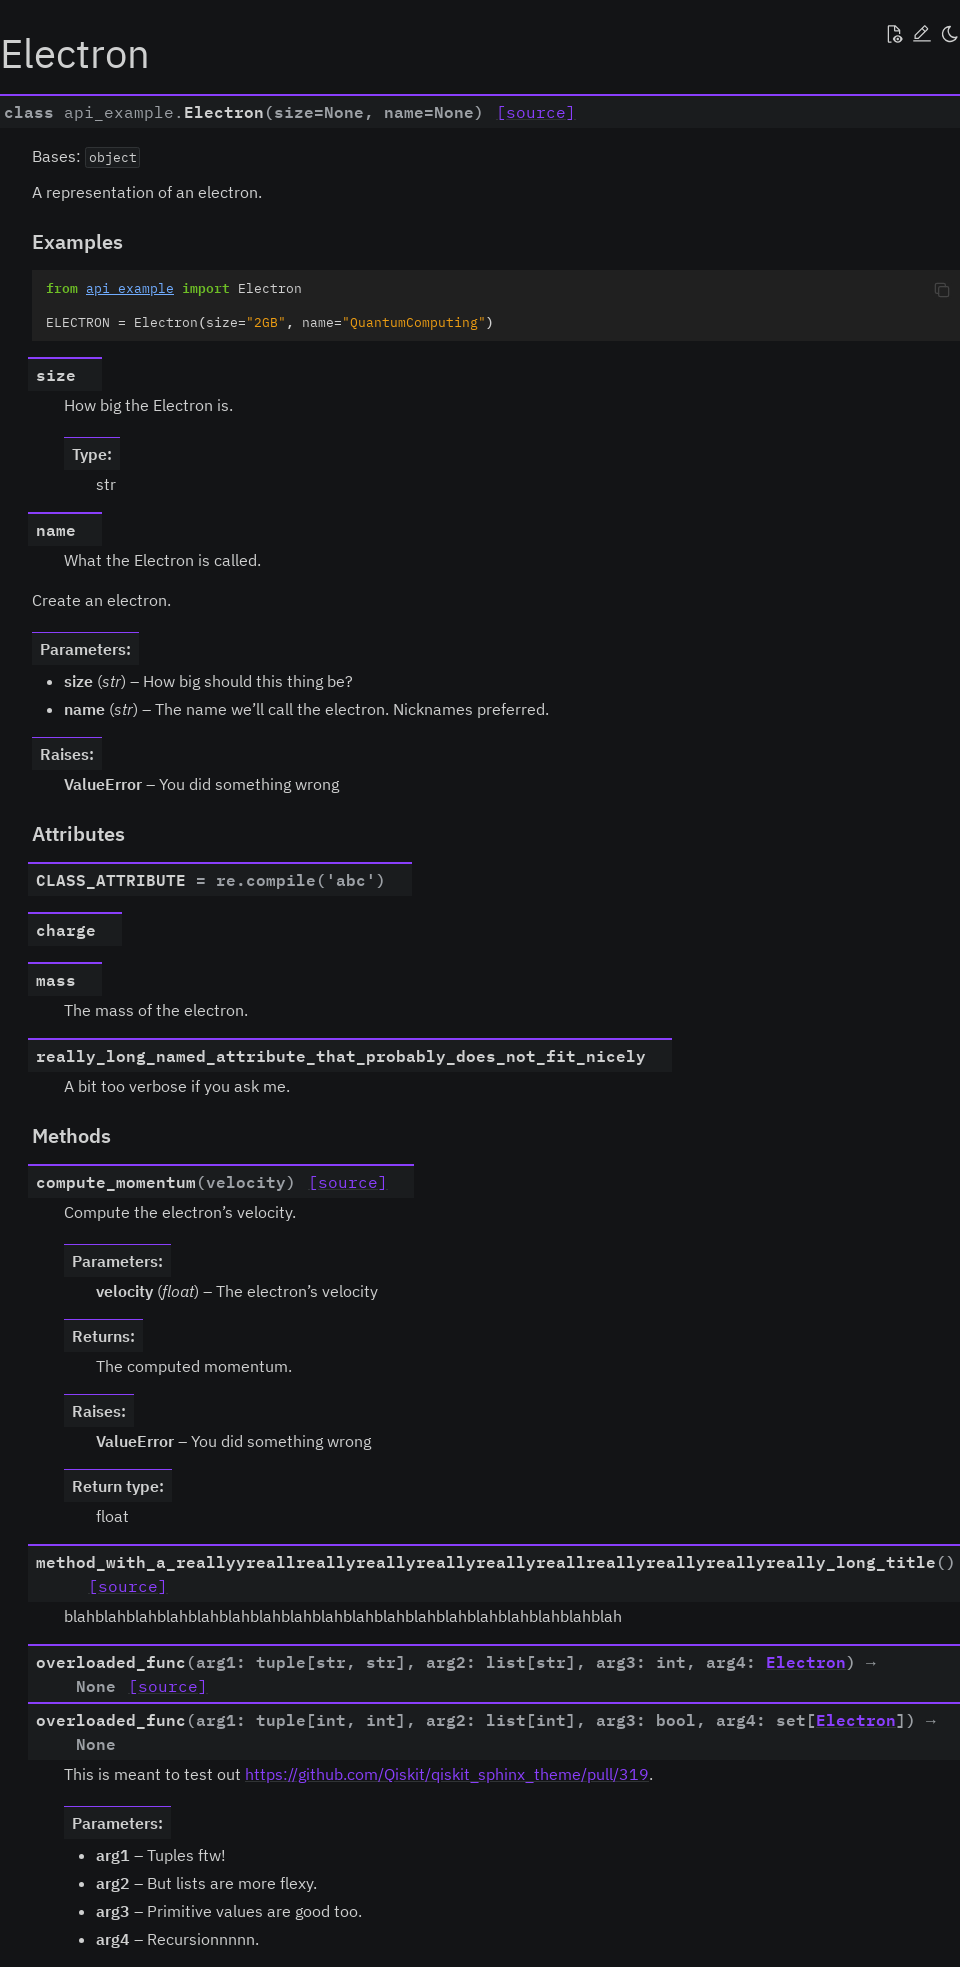 Electron
class api_example.Electron(size=None, name=None) [source]
Bases: object
A representation of an electron.
Examples
from api_example import Electron
ELECTRON = Electron(size="2GB", name="QuantumComputing")
size
How big the Electron is.
Type:
str
name
What the Electron is called.
Create an electron.
Parameters:
• size (str) – How big should this thing be?
• name (str) – The name we’ll call the electron. Nicknames preferred.
Raises:
ValueError – You did something wrong
Attributes
CLASS_ATTRIBUTE = re.compile('abc')
charge
mass
The mass of the electron.
really_long_named_attribute_that_probably_does_not_fit_nicely
A bit too verbose if you ask me.
Methods
compute_momentum(velocity) [source]
Compute the electron’s velocity.
Parameters:
velocity (float) – The electron’s velocity
Returns:
The computed momentum.
Raises:
ValueError – You did something wrong
Return type:
float
method_with_a_reallyyreallreallyreallyreallyreallyreallreallyreallyreallyreally_long_title()
[source]
blahblahblahblahblahblahblahblahblahblahblahblahblahblahblahblahblahblah
overloaded_func(arg1: tuple[str, str], arg2: list[str], arg3: int, arg4: Electron) →
None [source]
overloaded_func(arg1: tuple[int, int], arg2: list[int], arg3: bool, arg4: set[Electron]) →
None
This is meant to test out https://github.com/Qiskit/qiskit_sphinx_theme/pull/319.
Parameters:
• arg1 – Tuples ftw!
• arg2 – But lists are more flexy.
• arg3 – Primitive values are good too.
• arg4 – Recursionnnnn.